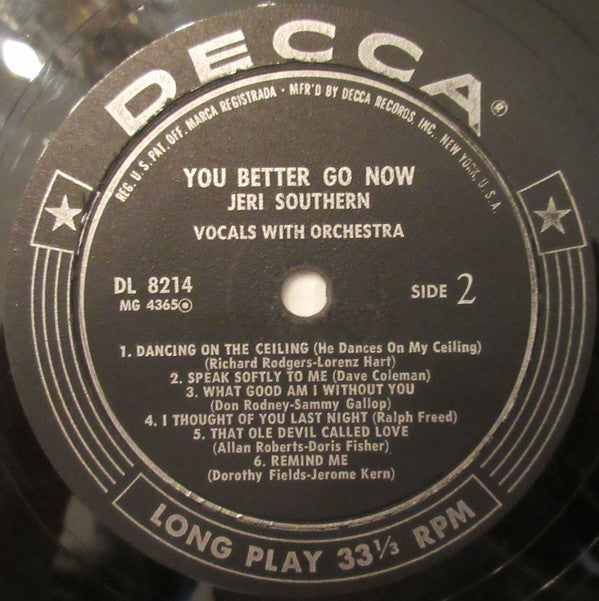 DECCA®
REG. U.S. PAT. OFF. MARCA REGISTRADA • MFR'D BY DECCA RECORDS, INC., NEW YORK, U.S.A.
YOU BETTER GO NOW
JERI SOUTHERN
VOCALS WITH ORCHESTRA
DL 8214
MG 4365
SIDE 2
1. DANCING ON THE CEILING (He Dances On My Ceiling)
(Richard Rodgers-Lorenz Hart)
2. SPEAK SOFTLY TO ME (Dave Coleman)
3. WHAT GOOD AM I WITHOUT YOU
(Don Rodney-Sammy Gallop)
4. I THOUGHT OF YOU LAST NIGHT (Ralph Freed)
5. THAT OLE DEVIL CALLED LOVE
(Allan Roberts-Doris Fisher)
6. REMIND ME
(Dorothy Fields-Jerome Kern)
LONG PLAY 33⅓ RPM